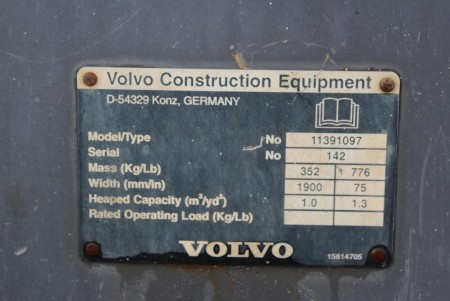 Volvo Construction Equipment
D-54329 Konz, GERMANY
Model/Type No 11391097
Serial No 142
Mass (Kg/Lb) 352 776
Width (mm/in) 1900 75
Heaped Capacity (m³/yd³) 1.0 1.3
Rated Operating Load (Kg/Lb)
VOLVO
15614705